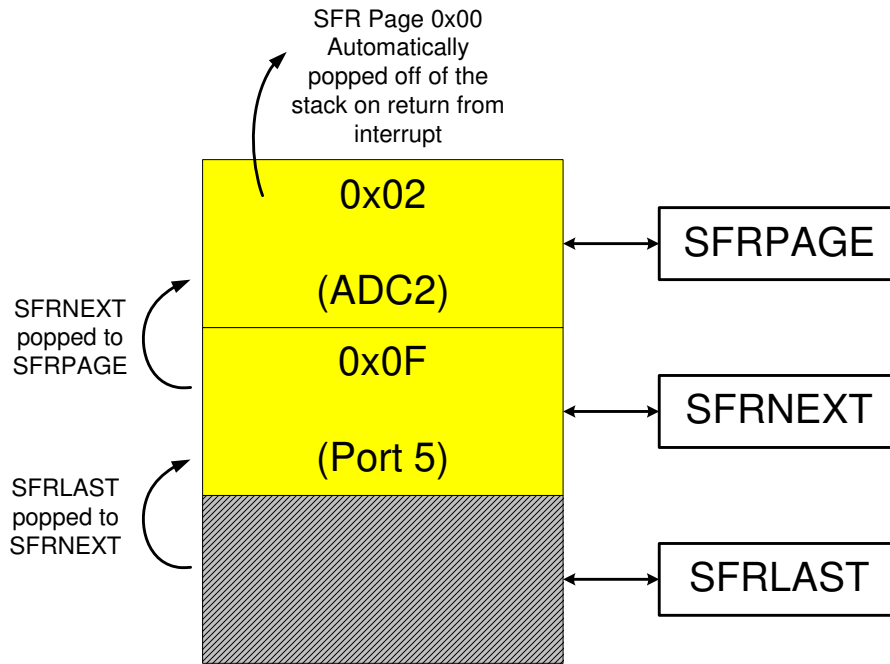 SFR Page 0x00
Automatically
popped off of the
stack on return from
interrupt
0x02
(ADC2)
SFRPAGE
SFRNEXT
popped to
SFRPAGE
0x0F
(Port 5)
SFRNEXT
SFRLAST
popped to
SFRNEXT
SFRLAST